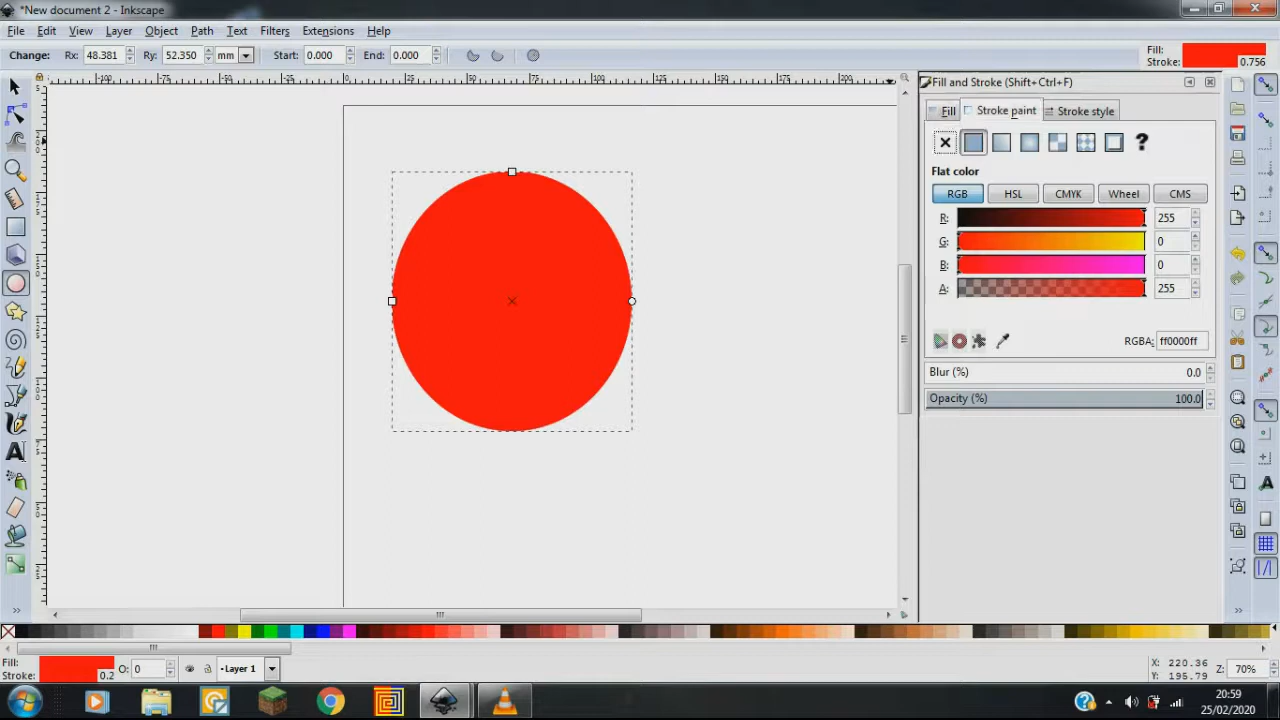 *New document 2 - Inkscape
File Edit View Layer Object Path Text Filters Extensions Help
Change: Rx: 48.381 Ry: 52.350 mm Start: 0.000 End: 0.000
Fill:
Stroke: 0.756
Fill and Stroke (Shift+Ctrl+F)
Fill Stroke paint Stroke style
?
Flat color
RGB HSL CMYK Wheel CMS
R: 255
G: 0
B: 0
A: 255
RGBA: ff0000ff
Blur (%) 0.0
Opacity (%) 100.0
Fill:
Stroke: 0.2
O: 0
Layer 1
X: 220.36
Y: 195.79
Z: 70%
20:59
25/02/2020